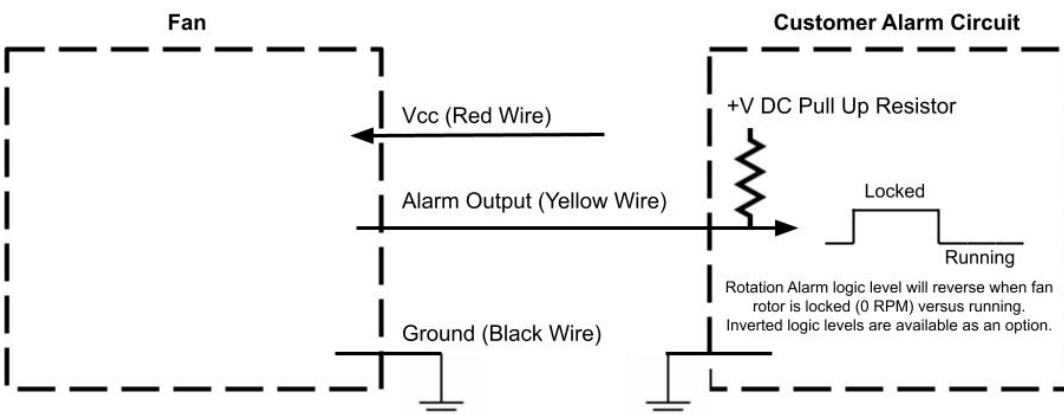 Fan
Customer Alarm Circuit
Vcc (Red Wire)
+V DC Pull Up Resistor
Alarm Output (Yellow Wire)
Locked
Running
Rotation Alarm logic level will reverse when fan
rotor is locked (0 RPM) versus running.
Inverted logic levels are available as an option.
Ground (Black Wire)